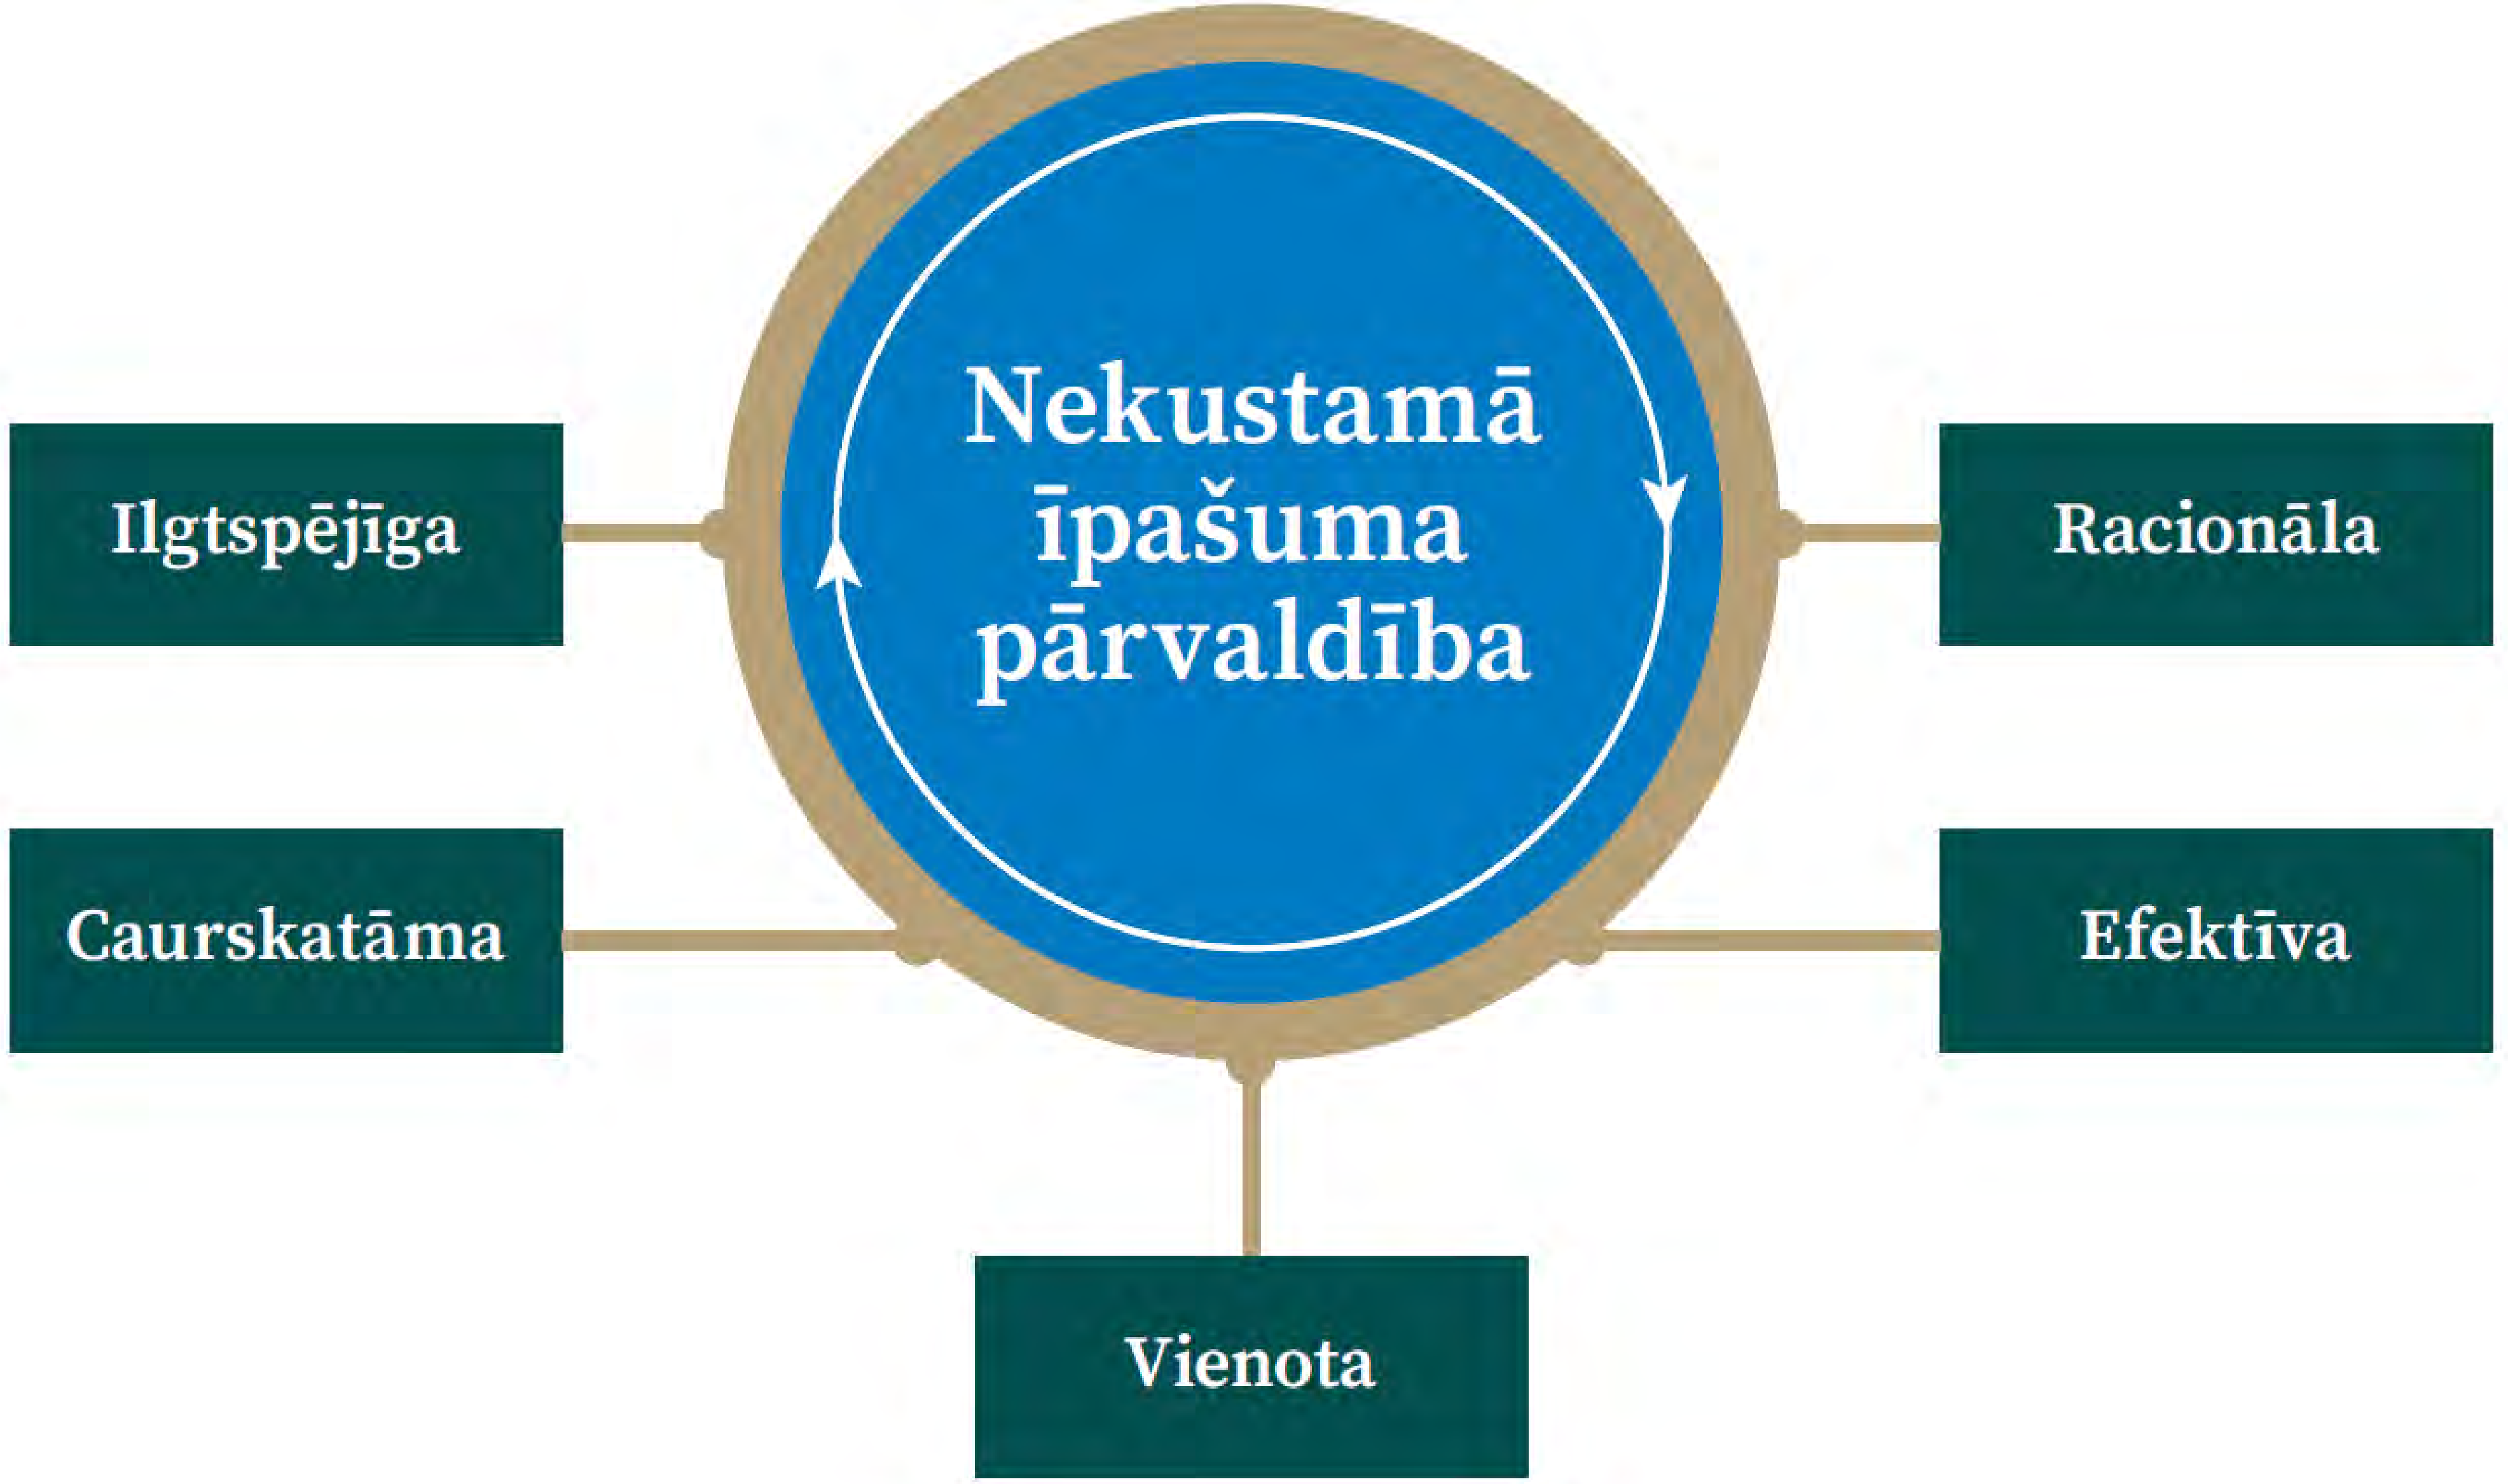 Nekustamā
īpašuma
pārvaldība
Ilgtspējīga
Racionāla
Caurskatāma
Efektīva
Vienota